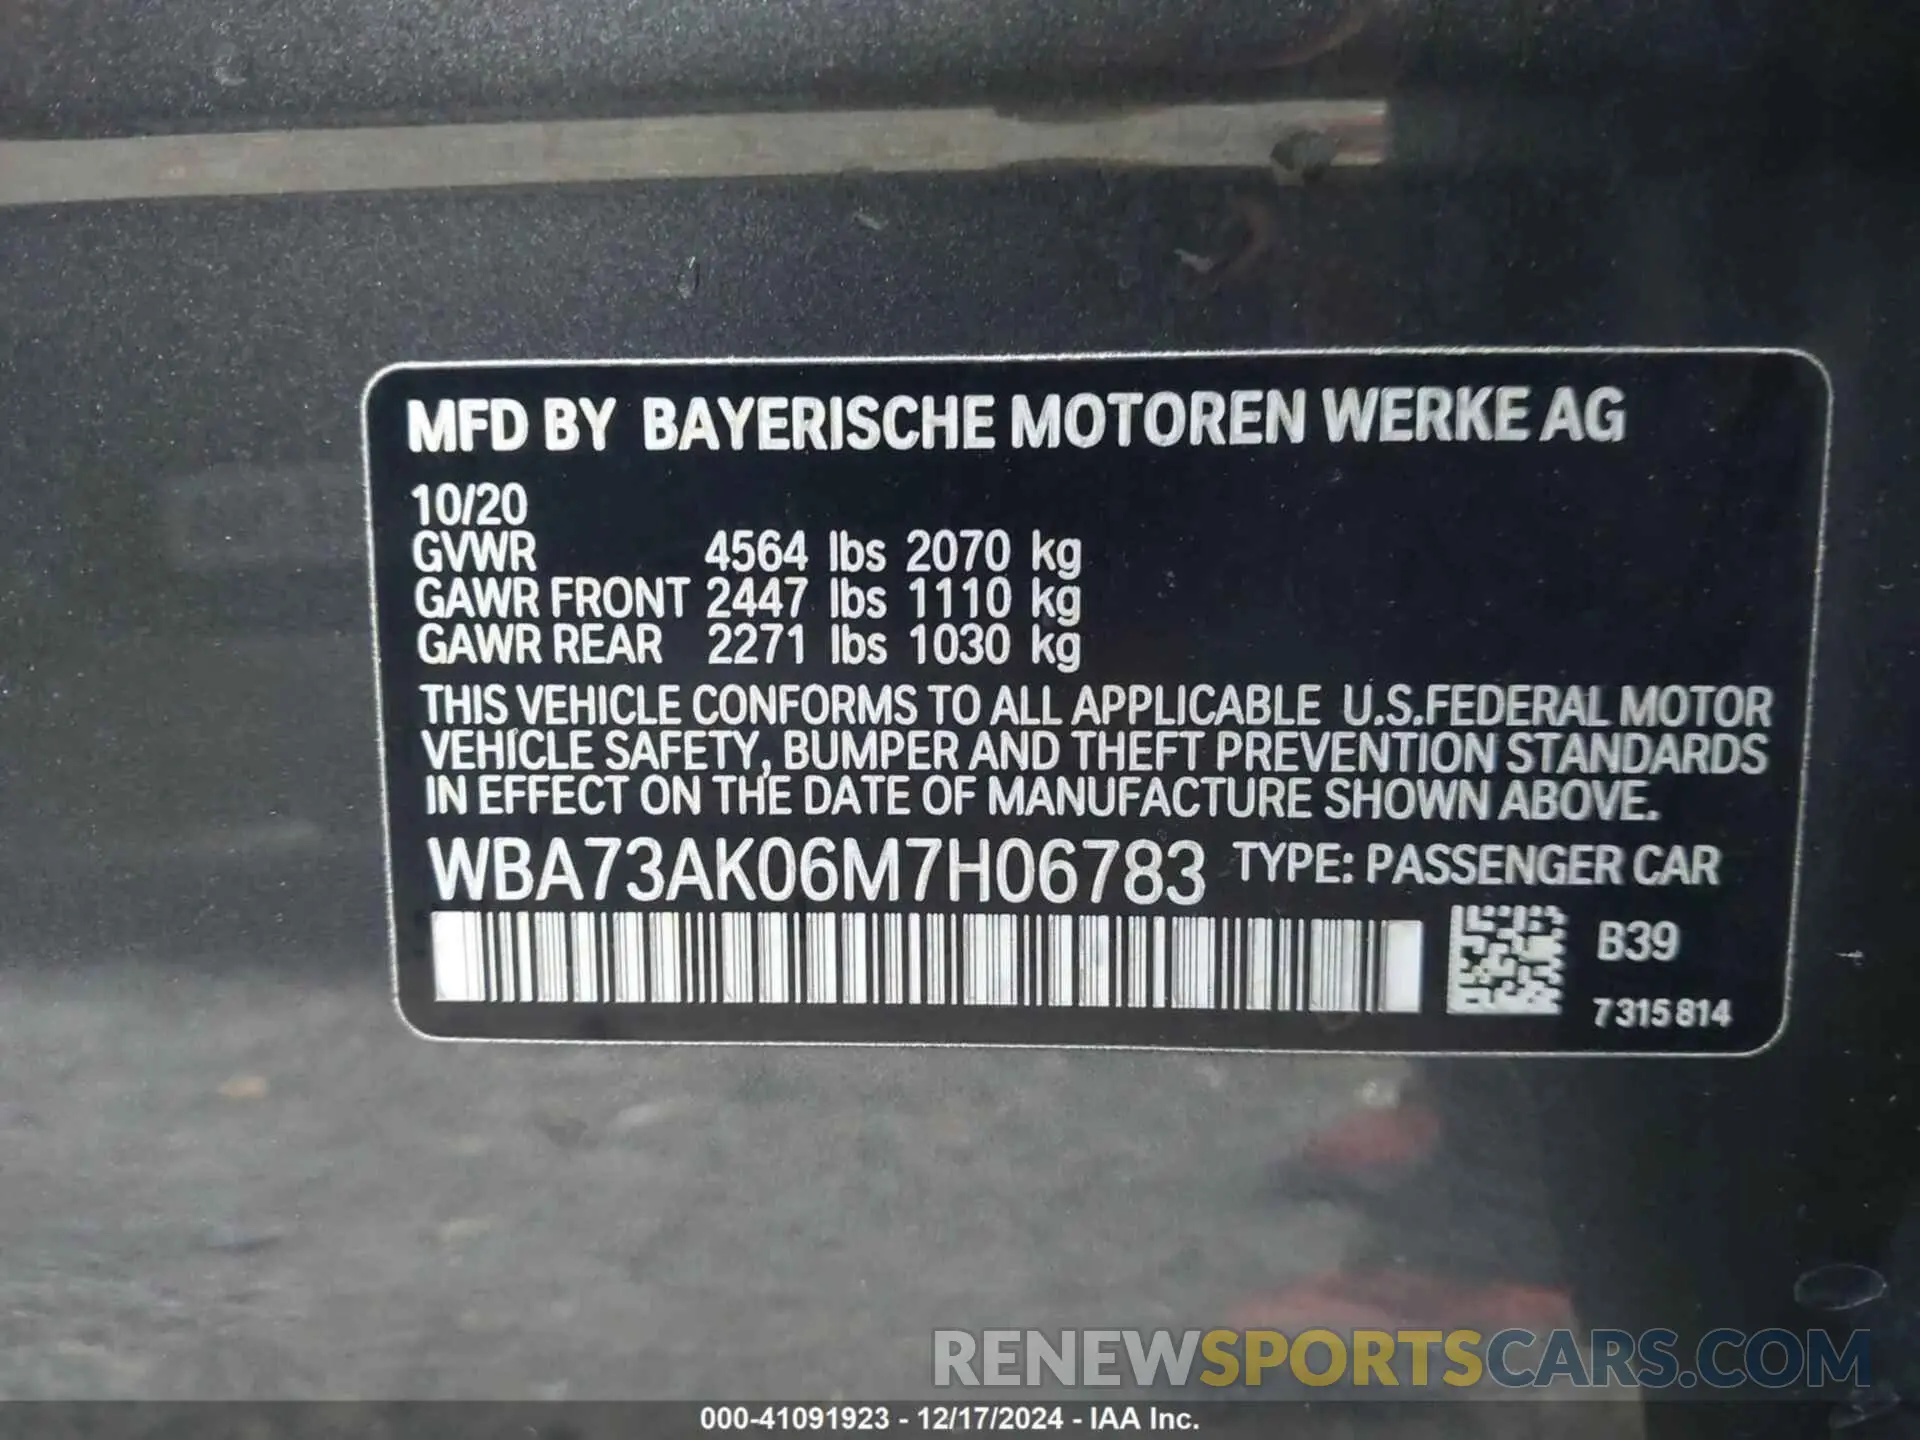 MFD BY BAYERISCHE MOTOREN WERKE AG
10/20
GVWR 4564 lbs 2070 kg
GAWR FRONT 2447 lbs 1110 kg
GAWR REAR 2271 lbs 1030 kg
THIS VEHICLE CONFORMS TO ALL APPLICABLE U.S.FEDERAL MOTOR
VEHICLE SAFETY, BUMPER AND THEFT PREVENTION STANDARDS
IN EFFECT ON THE DATE OF MANUFACTURE SHOWN ABOVE.
WBA73AK06M7H06783 TYPE: PASSENGER CAR
B39
7 315 814
RENEWSPORTSCARS.COM
000-41091923 - 12/17/2024 - IAA Inc.